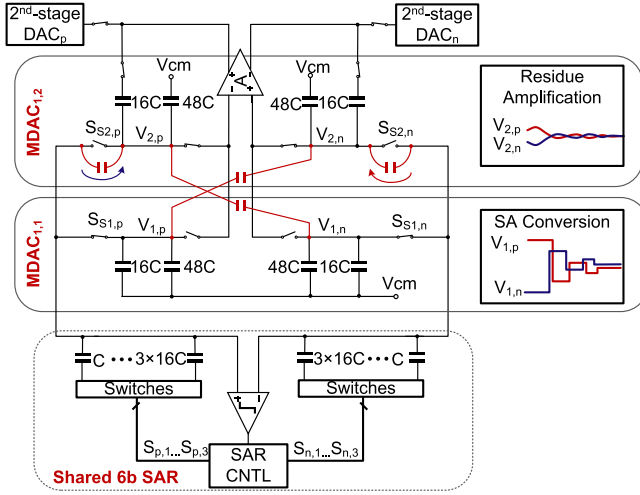 2nd-stage
DACp
2nd-stage
DACn
A
Vcm
Vcm
16C
48C
48C
16C
MDAC1,2
SS2,p
V2,p
V2,n
SS2,n
Residue
Amplification
V2,p
V2,n
MDAC1,1
SS1,p
V1,p
V1,n
SS1,n
16C
48C
48C
16C
Vcm
SA Conversion
V1,p
V1,n
C ••• 3×16C
3×16C ••• C
Switches
Switches
Sp,1...Sp,3
SAR
CNTL
Sn,1...Sn,3
Shared 6b SAR